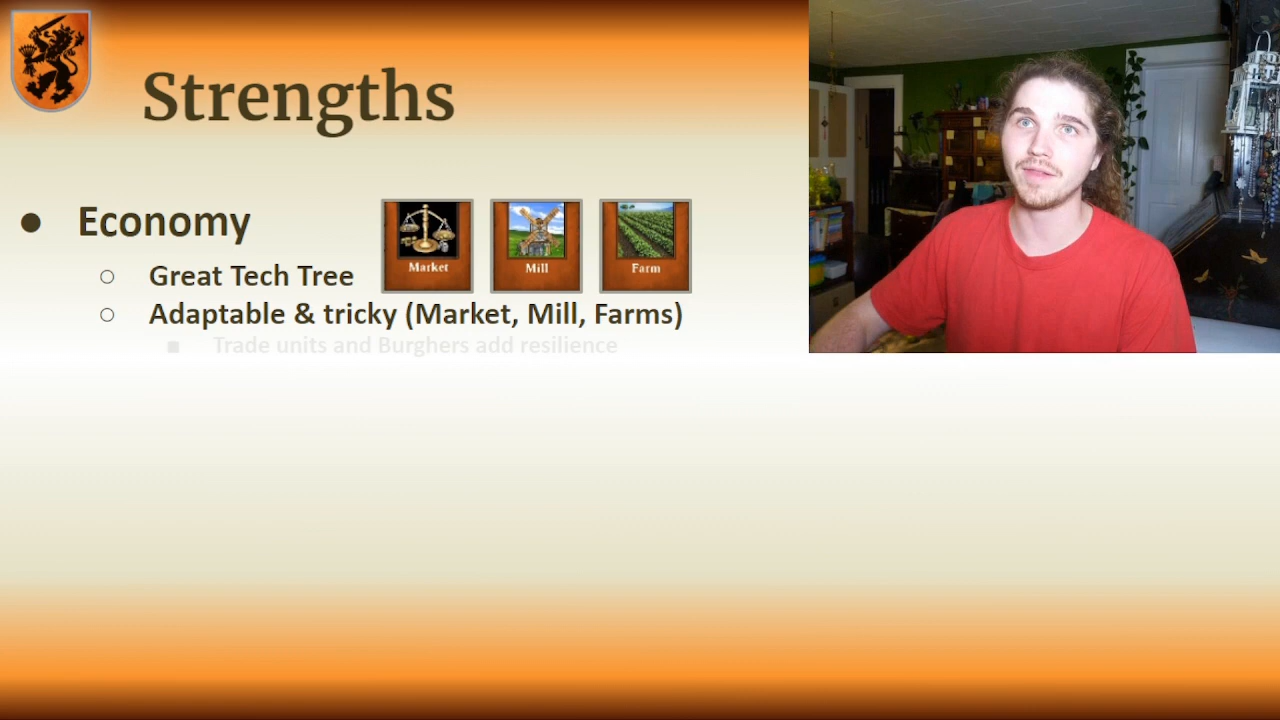 Strengths
● Economy
Market
Mill
Farm
○ Great Tech Tree
○ Adaptable & tricky (Market, Mill, Farms)
■ Trade units and Burghers add resilience